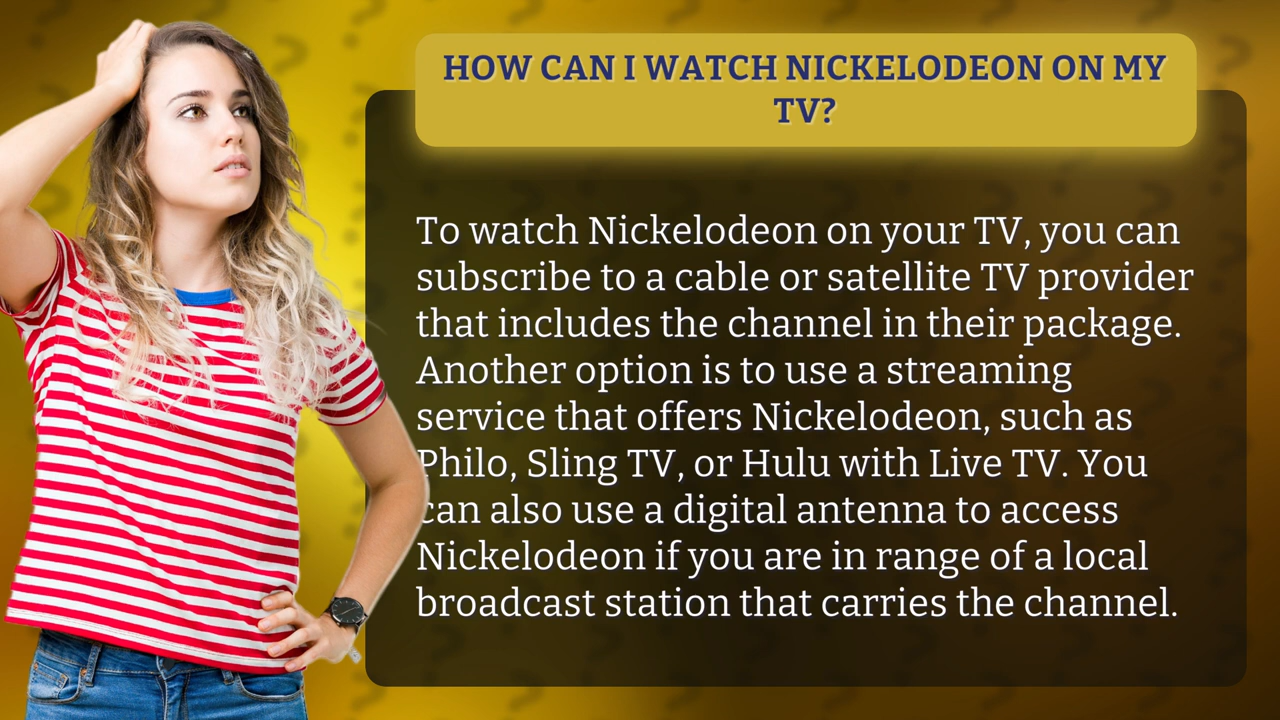 HOW CAN I WATCH NICKELODEON ON MY
TV?
To watch Nickelodeon on your TV, you can
subscribe to a cable or satellite TV provider
that includes the channel in their package.
Another option is to use a streaming
service that offers Nickelodeon, such as
Philo, Sling TV, or Hulu with Live TV. You
can also use a digital antenna to access
Nickelodeon if you are in range of a local
broadcast station that carries the channel.